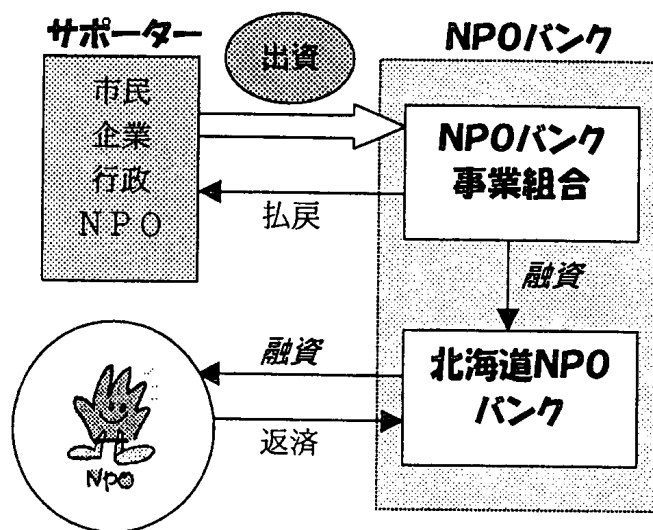 サポーター
出資
NPOバンク
市民
企業
行政
NPO
NPOバンク
事業組合
払戻
融資
融資
北海道NPO
バンク
返済
Npo